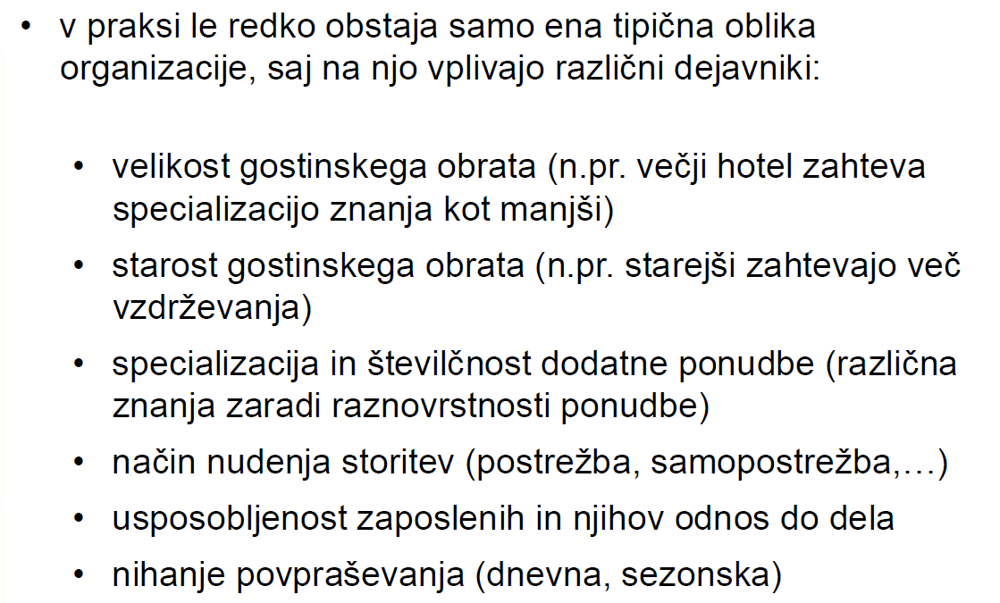 • v praksi le redko obstaja samo ena tipična oblika
organizacije, saj na njo vplivajo različni dejavniki:
• velikost gostinskega obrata (n.pr. večji hotel zahteva
specializacijo znanja kot manjši)
• starost gostinskega obrata (n.pr. starejši zahtevajo več
vzdrževanja)
• specializacija in številčnost dodatne ponudbe (različna
znanja zaradi raznovrstnosti ponudbe)
• način nudenja storitev (postrežba, samopostrežba,…)
• usposobljenost zaposlenih in njihov odnos do dela
• nihanje povpraševanja (dnevna, sezonska)